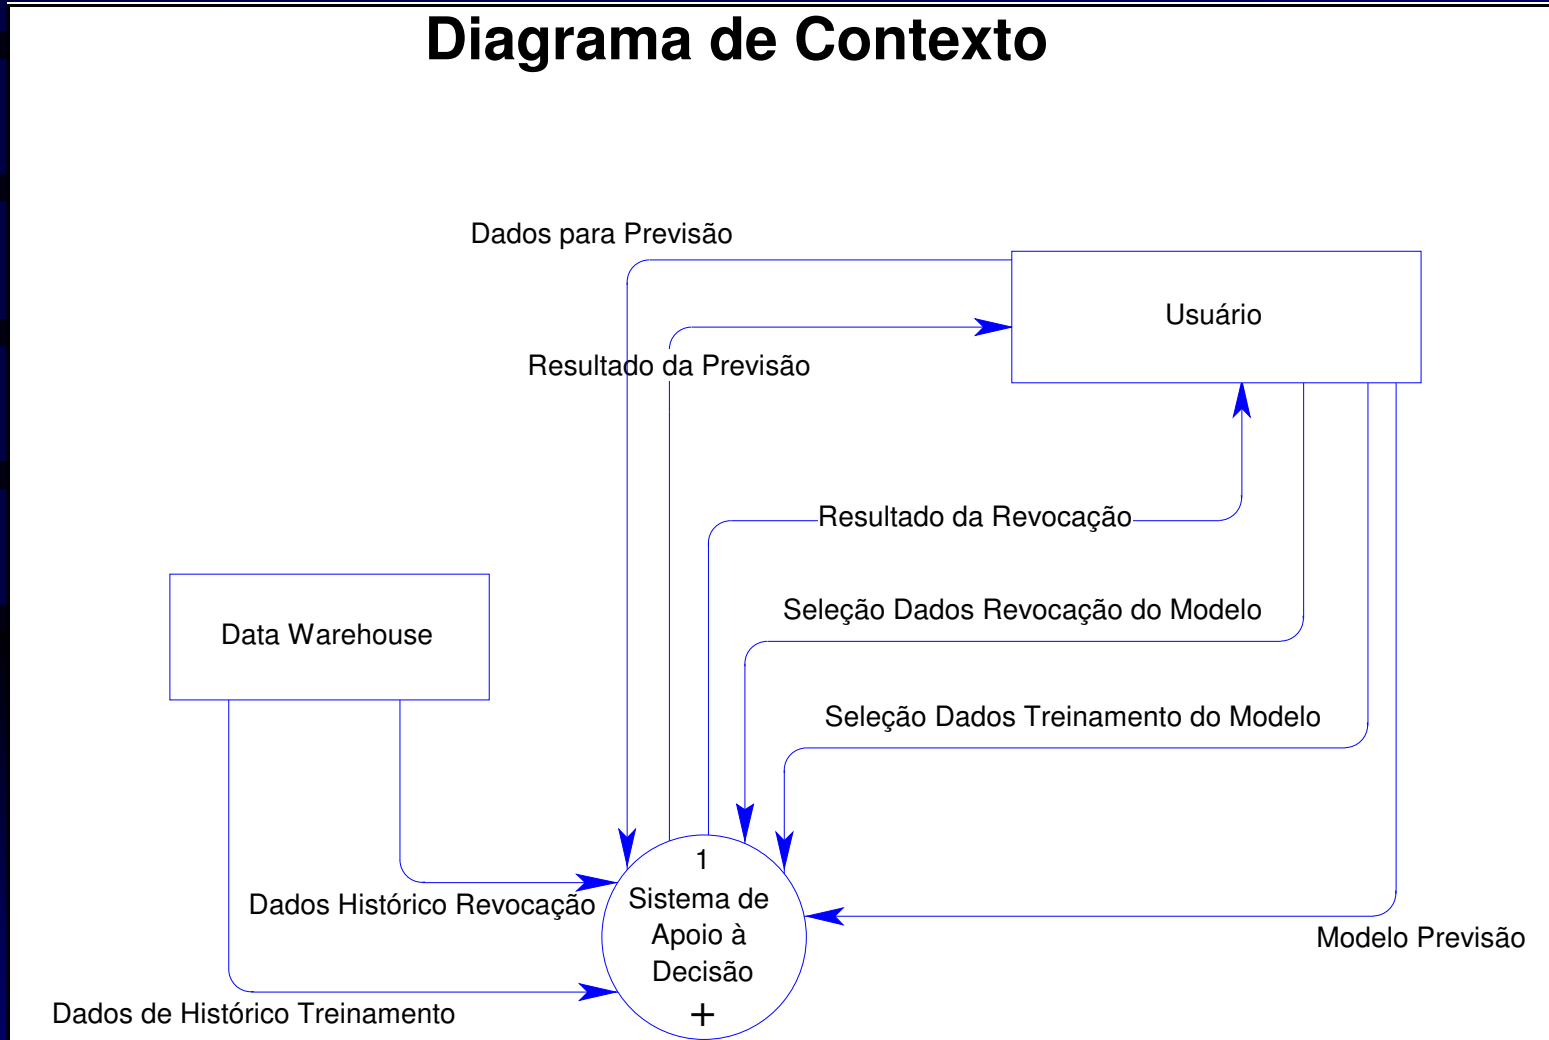 Diagrama de Contexto
Dados para Previsão
Usuário
Resultado da Previsão
Resultado da Revocação
Seleção Dados Revocação do Modelo
Data Warehouse
Seleção Dados Treinamento do Modelo
1
Sistema de
Apoio à
Decisão
+
Dados Histórico Revocação
Modelo Previsão
Dados de Histórico Treinamento